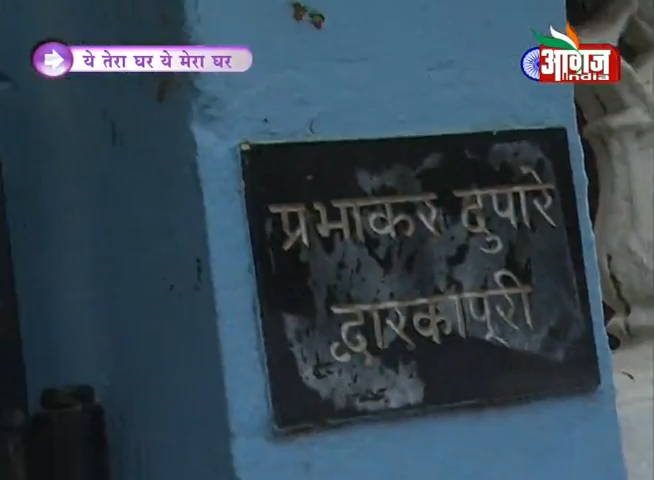 ये तेरा घर ये मेरा घर
आगाज
india
प्रभाकर दुपारे
द्वारकापूरी